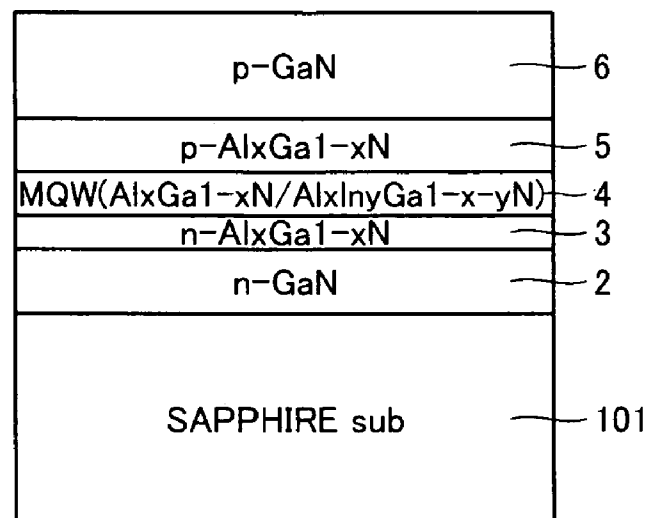 p-GaN 6
p-AlxGa1-xN 5
MQW(AlxGa1-xN/AlxInyGa1-x-yN) 4
n-AlxGa1-xN 3
n-GaN 2
SAPPHIRE sub 101